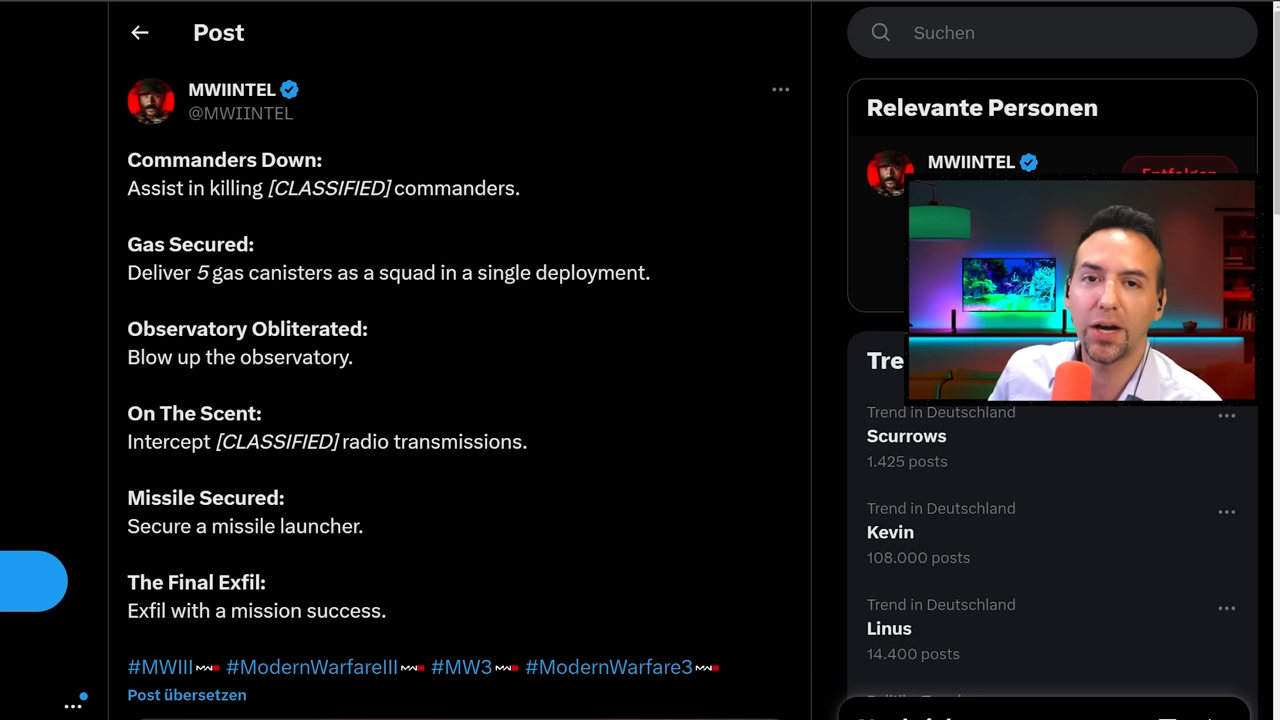 Post
Suchen
MWIINTEL
@MWIINTEL
Commanders Down:
Assist in killing [CLASSIFIED] commanders.
Gas Secured:
Deliver 5 gas canisters as a squad in a single deployment.
Observatory Obliterated:
Blow up the observatory.
On The Scent:
Intercept [CLASSIFIED] radio transmissions.
Missile Secured:
Secure a missile launcher.
The Final Exfil:
Exfil with a mission success.
#MWIII #ModernWarfareIII #MW3 #ModernWarfare3
Post übersetzen
Relevante Personen
MWIINTEL
Entfolgen
Tre
Trend in Deutschland
Scurrows
1.425 posts
Trend in Deutschland
Kevin
108.000 posts
Trend in Deutschland
Linus
14.400 posts